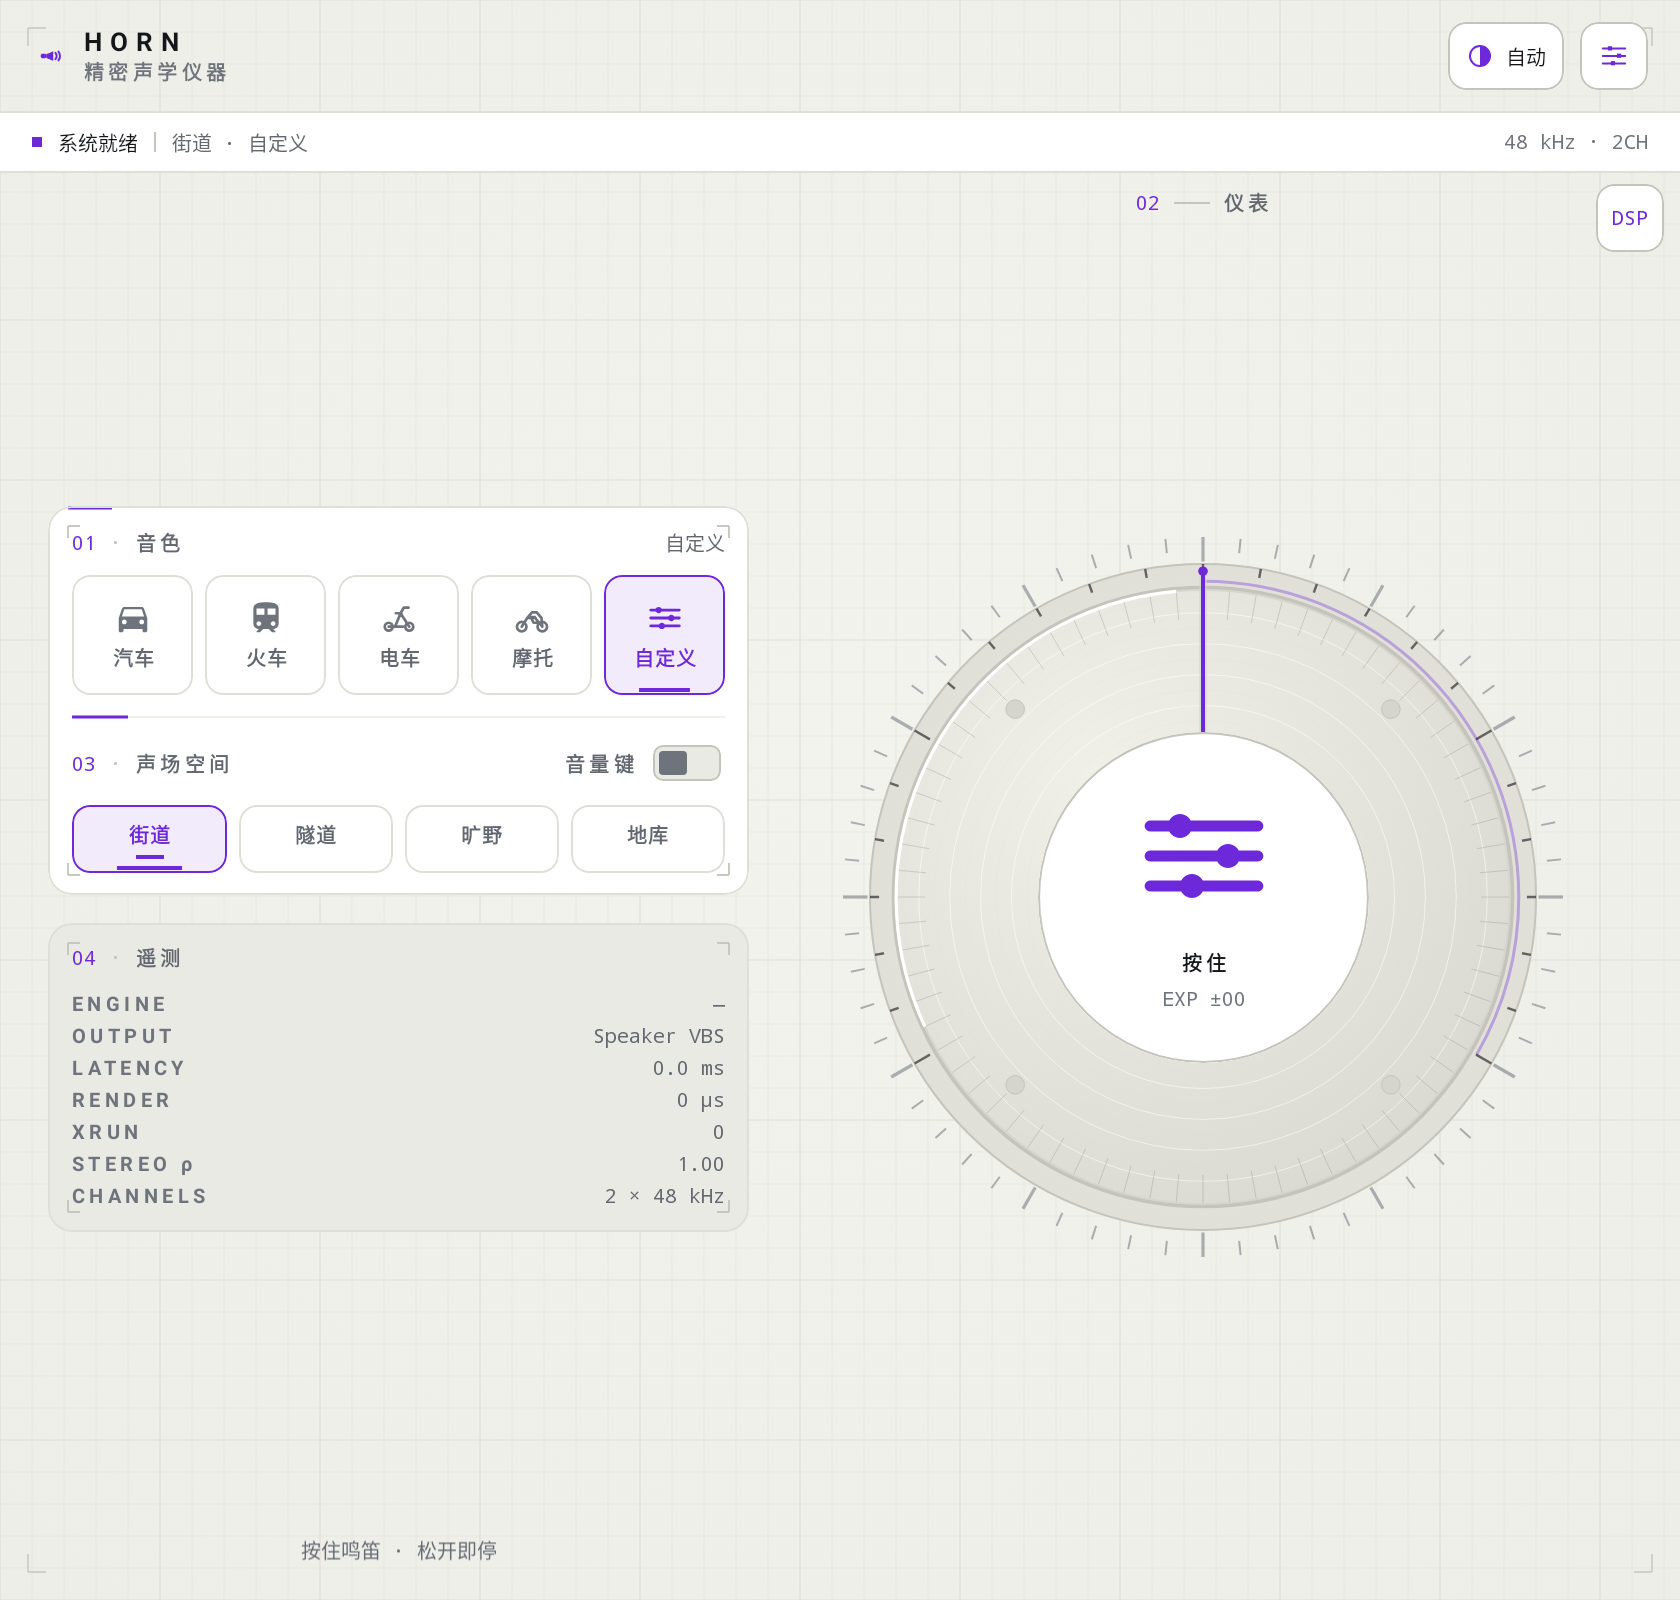 HORN
精密声学仪器
自动
系统就绪 街道 · 自定义
48 kHz · 2CH
02 仪表
DSP
01 · 音色
自定义
汽车
火车
电车
摩托
自定义
03 · 声场空间
音量键
街道
隧道
旷野
地库
04 · 遥测
ENGINE —
OUTPUT Speaker VBS
LATENCY 0.0 ms
RENDER 0 µs
XRUN 0
STEREO ρ 1.00
CHANNELS 2 × 48 kHz
按住
EXP ±00
按住鸣笛 · 松开即停